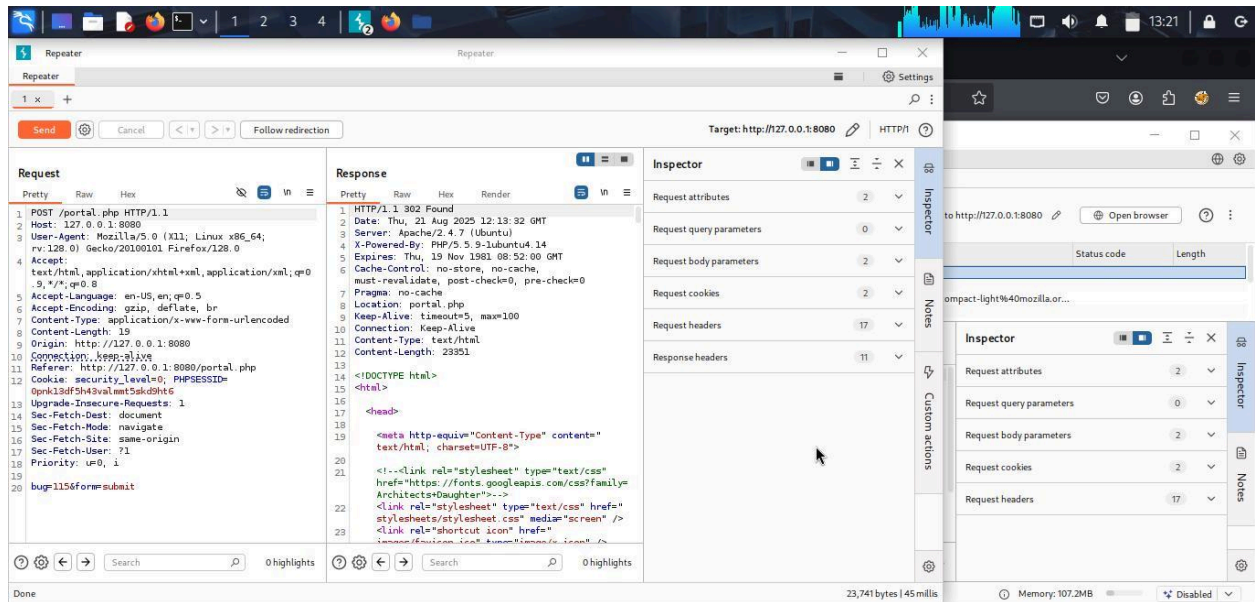 1 2 3 4
13:21
Repeater
Repeater
Repeater
Settings
1 × +
Send
Cancel
Follow redirection
Target: http://127.0.0.1:8080
HTTP/1
Request
Pretty Raw Hex
\n
1 POST /portal.php HTTP/1.1
2 Host: 127.0.0.1:8080
3 User-Agent: Mozilla/5.0 (X11; Linux x86_64;
rv:128.0) Gecko/20100101 Firefox/128.0
4 Accept:
text/html,application/xhtml+xml,application/xml;q=0
.9,*/*;q=0.8
5 Accept-Language: en-US,en;q=0.5
6 Accept-Encoding: gzip, deflate, br
7 Content-Type: application/x-www-form-urlencoded
8 Content-Length: 19
9 Origin: http://127.0.0.1:8080
10 Connection: keep-alive
11 Referer: http://127.0.0.1:8080/portal.php
12 Cookie: security_level=0; PHPSESSID=
0pnk13df5h43valmmt5skd9ht6
13 Upgrade-Insecure-Requests: 1
14 Sec-Fetch-Dest: document
15 Sec-Fetch-Mode: navigate
16 Sec-Fetch-Site: same-origin
17 Sec-Fetch-User: ?1
18 Priority: u=0, i
19
20 bug=115&form=submit
Search
0 highlights
Response
Pretty Raw Hex Render
\n
1 HTTP/1.1 302 Found
2 Date: Thu, 21 Aug 2025 12:13:32 GMT
3 Server: Apache/2.4.7 (Ubuntu)
4 X-Powered-By: PHP/5.5.9-1ubuntu4.14
5 Expires: Thu, 19 Nov 1981 08:52:00 GMT
6 Cache-Control: no-store, no-cache,
must-revalidate, post-check=0, pre-check=0
7 Pragma: no-cache
8 Location: portal.php
9 Keep-Alive: timeout=5, max=100
10 Connection: Keep-Alive
11 Content-Type: text/html
12 Content-Length: 23351
13
14 <!DOCTYPE html>
15 <html>
16
17 <head>
18
19 <meta http-equiv="Content-Type" content="
text/html; charset=UTF-8">
20
21 <!--<link rel="stylesheet" type="text/css"
href="https://fonts.googleapis.com/css?family=
Architects+Daughter">-->
22 <link rel="stylesheet" type="text/css" href="
stylesheets/stylesheet.css" media="screen" />
23 <link rel="shortcut icon" href="
images/favicon.ico" type="image/x-icon" />
Search
0 highlights
Inspector
Request attributes 2
Request query parameters 0
Request body parameters 2
Request cookies 2
Request headers 17
Response headers 11
Inspector
Notes
Custom actions
Done
23,741 bytes | 45 millis
to http://127.0.0.1:8080
Open browser
Status code Length
ompact-light%40mozilla.or...
Inspector
Request attributes 2
Request query parameters 0
Request body parameters 2
Request cookies 2
Request headers 17
Inspector
Notes
Memory: 107.2MB
Disabled